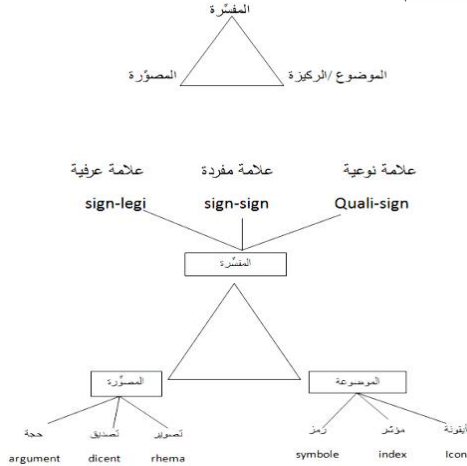 المفسِّرة
الموضوع /الركيزة المصوِّرة
علامة نوعية علامة مفردة علامة عرفية
sign-legi sign-sign Quali-sign
المفسِّرة
الموضوعة المصوِّرة
أيقونة مؤشر رمز تصوير تصديق حجة
argument dicent rhema symbole index Icon